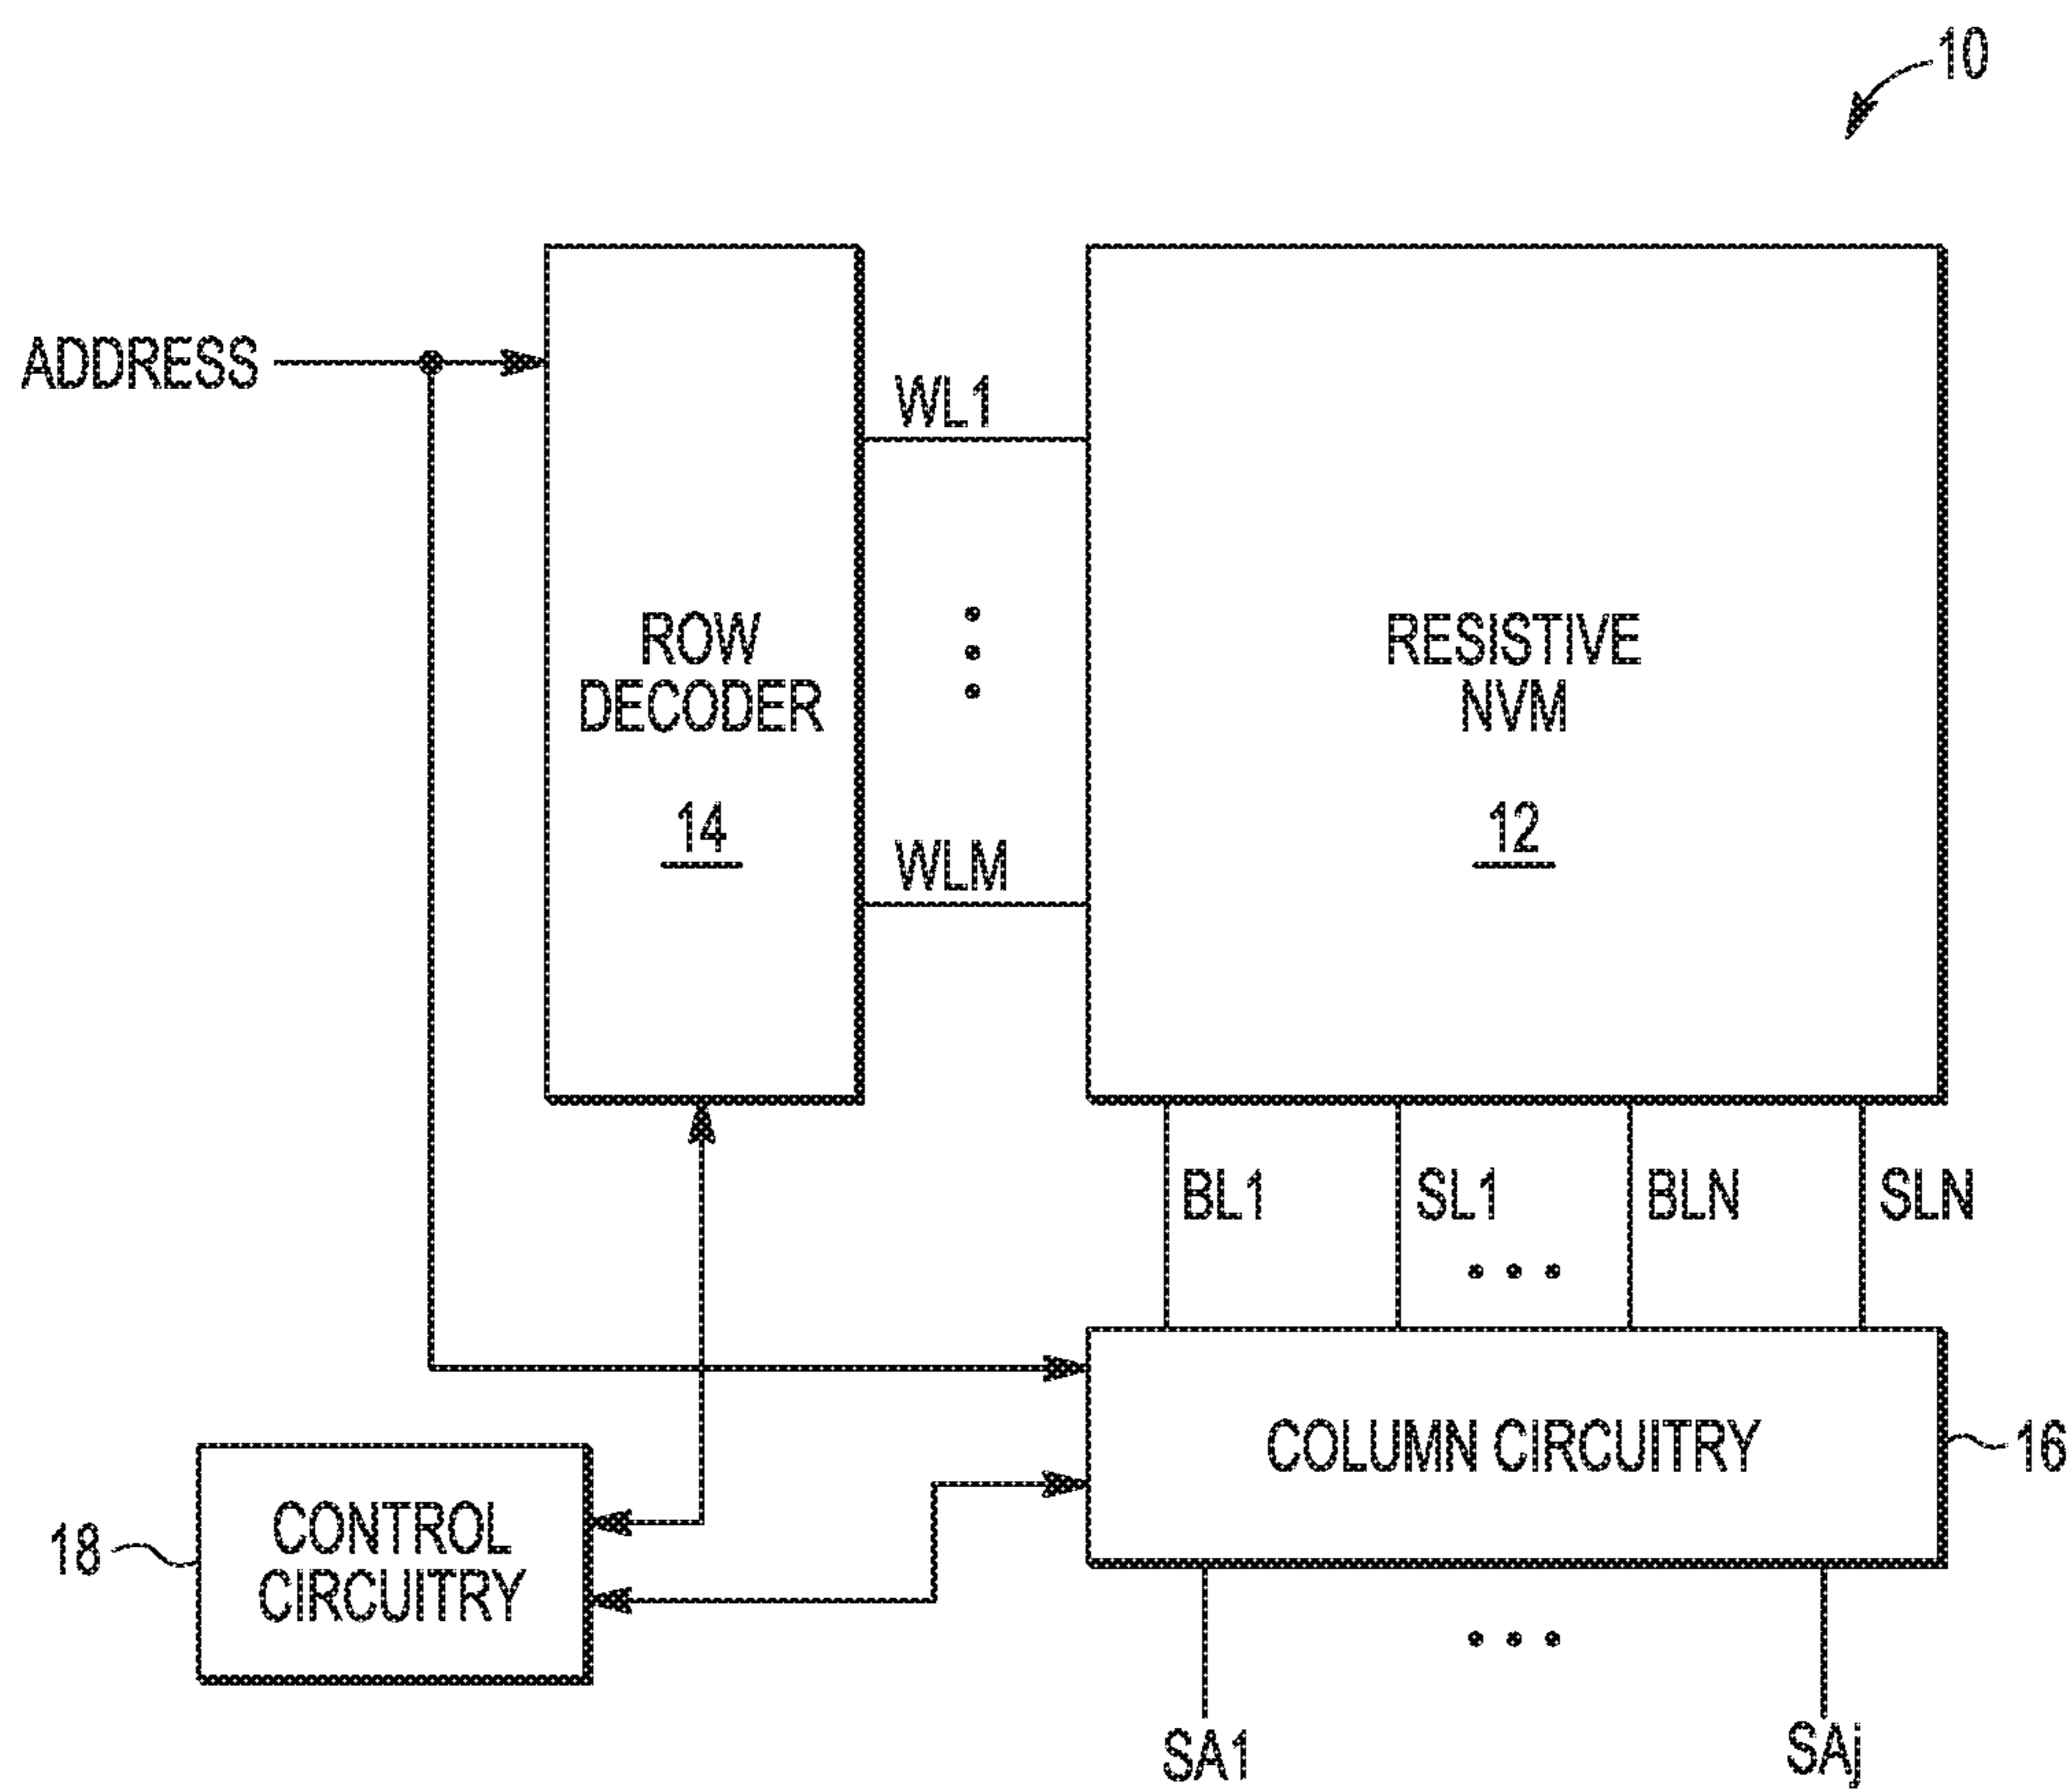 10
ADDRESS
WL1
ROW
DECODER
14
RESISTIVE
NVM
12
WLM
BL1
SL1
BLN
SLN
COLUMN CIRCUITRY
16
CONTROL
CIRCUITRY
18
SA1
SAj